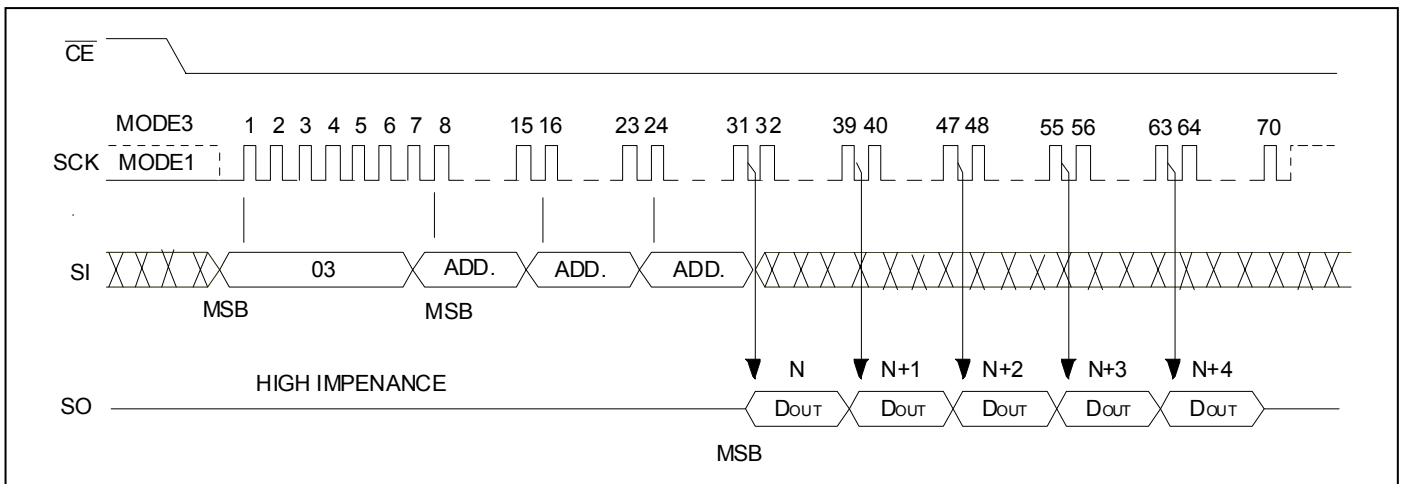 CE
MODE3 1 2 3 4 5 6 7 8 15 16 23 24 31 32 39 40 47 48 55 56 63 64 70
SCK MODE1
SI 03 ADD. ADD. ADD.
MSB MSB
N N+1 N+2 N+3 N+4
HIGH IMPENANCE
SO DOUT DOUT DOUT DOUT DOUT
MSB